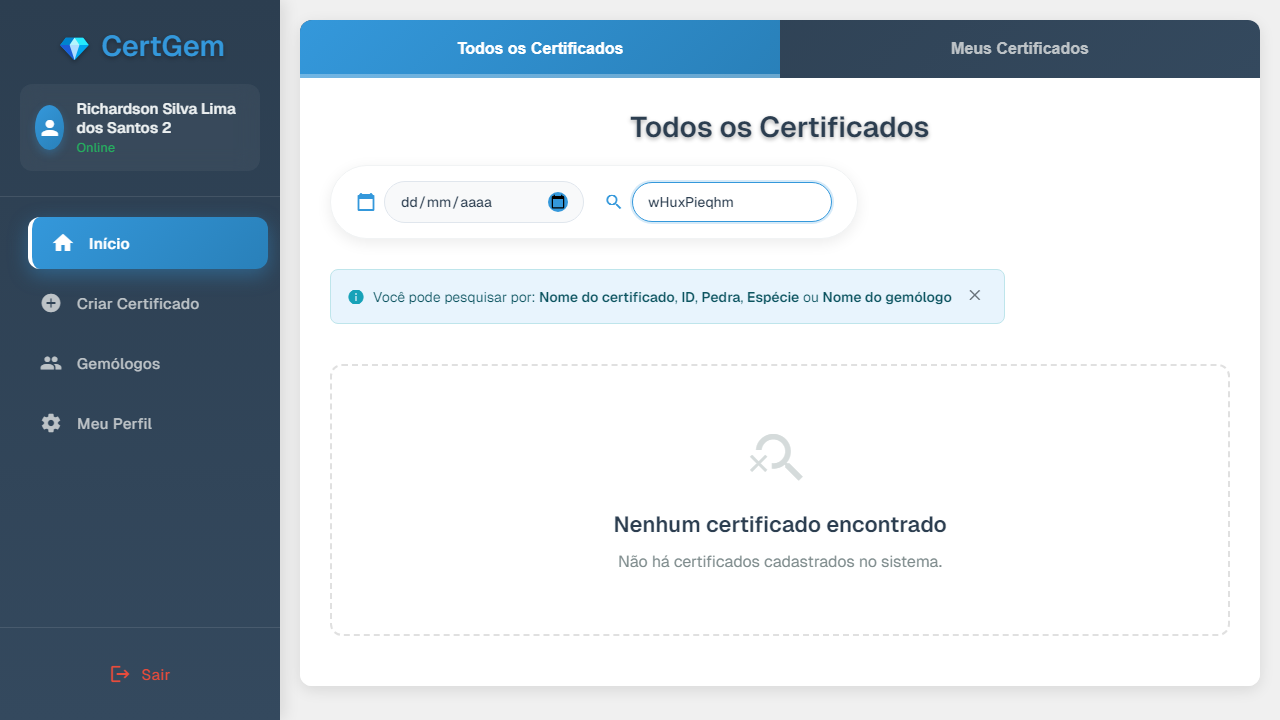 CertGem
Richardson Silva Lima
dos Santos 2
Online
Início
Criar Certificado
Gemólogos
Meu Perfil
Sair
Todos os Certificados
Meus Certificados
Todos os Certificados
dd/mm/aaaa
wHuxPieqhm
Você pode pesquisar por: Nome do certificado, ID, Pedra, Espécie ou Nome do gemólogo
Nenhum certificado encontrado
Não há certificados cadastrados no sistema.